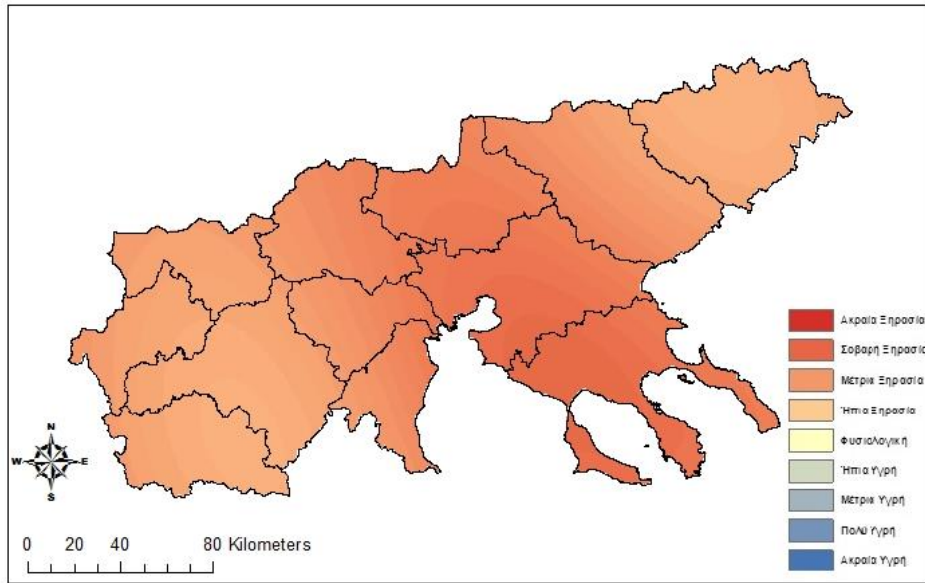 Ακραία Ξηρασία
Σοβαρή Ξηρασία
Μέτρια Ξηρασία
Ήπια Ξηρασία
Φυσιολογική
Ήπια Υγρή
Μέτρια Υγρή
Πολύ Υγρή
Ακραία Υγρή
N
W E
S
0 20 40 80 Kilometers